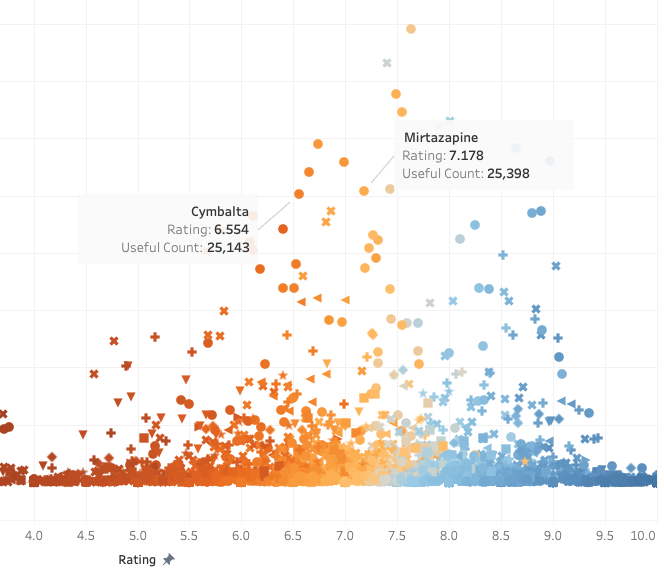 Mirtazapine
Rating: 7.178
Useful Count: 25,398
Cymbalta
Rating: 6.554
Useful Count: 25,143
4.0 4.5 5.0 5.5 6.0 6.5 7.0 7.5 8.0 8.5 9.0 9.5 10.0
Rating